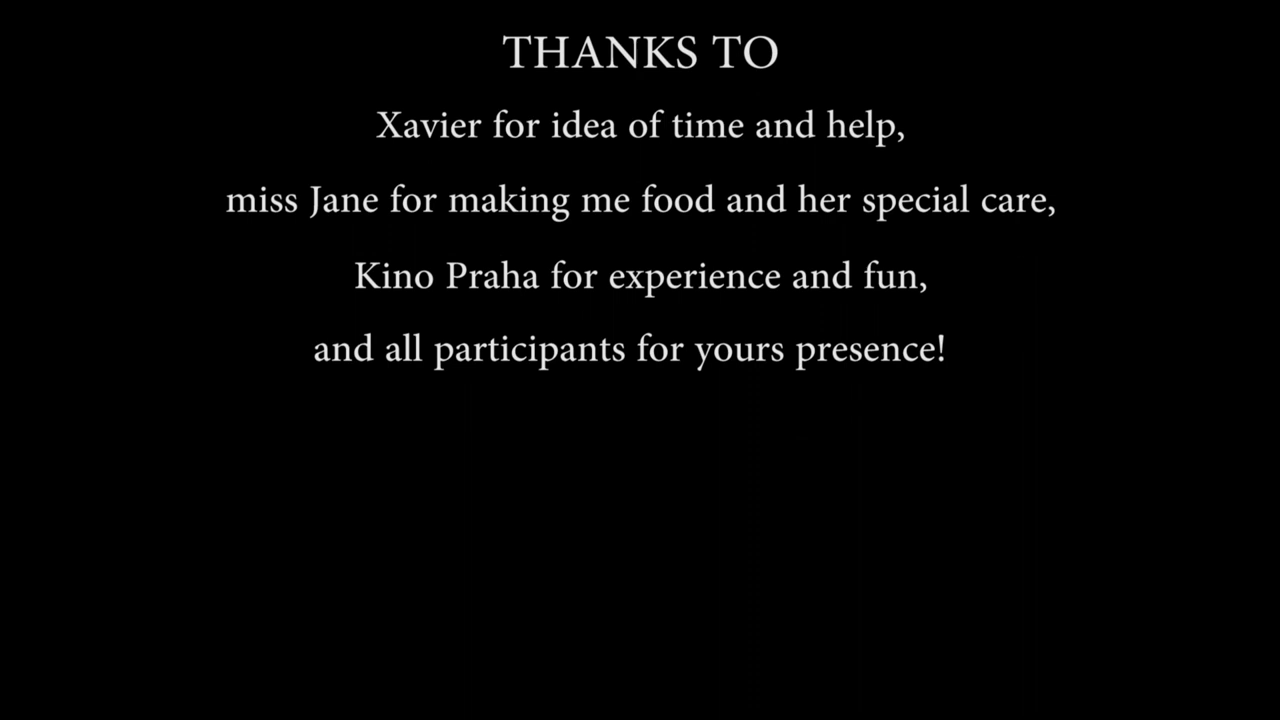 THANKS TO
Xavier for idea of time and help,
miss Jane for making me food and her special care,
Kino Praha for experience and fun,
and all participants for yours presence!